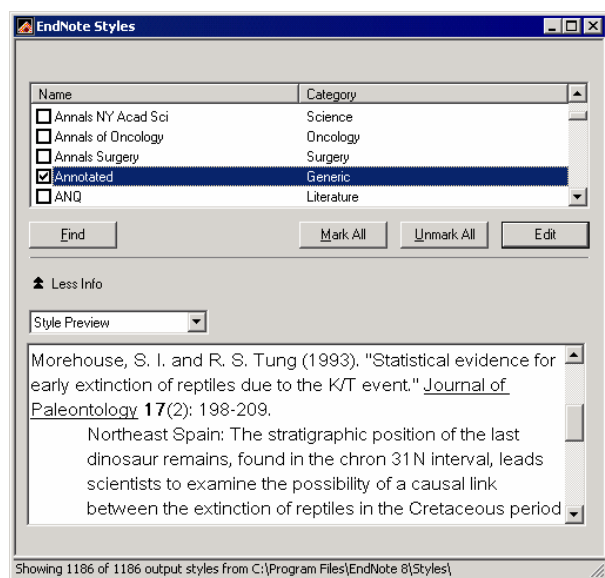 EndNote Styles
Name Category
Annals NY Acad Sci Science
Annals of Oncology Oncology
Annals Surgery Surgery
Annotated Generic
ANQ Literature
Find Mark All Unmark All Edit
Less Info
Style Preview
Morehouse, S. I. and R. S. Tung (1993). "Statistical evidence for
early extinction of reptiles due to the K/T event." Journal of
Paleontology 17(2): 198-209.
Northeast Spain: The stratigraphic position of the last
dinosaur remains, found in the chron 31N interval, leads
scientists to examine the possibility of a causal link
between the extinction of reptiles in the Cretaceous period
Showing 1186 of 1186 output styles from C:\Program Files\EndNote 8\Styles\